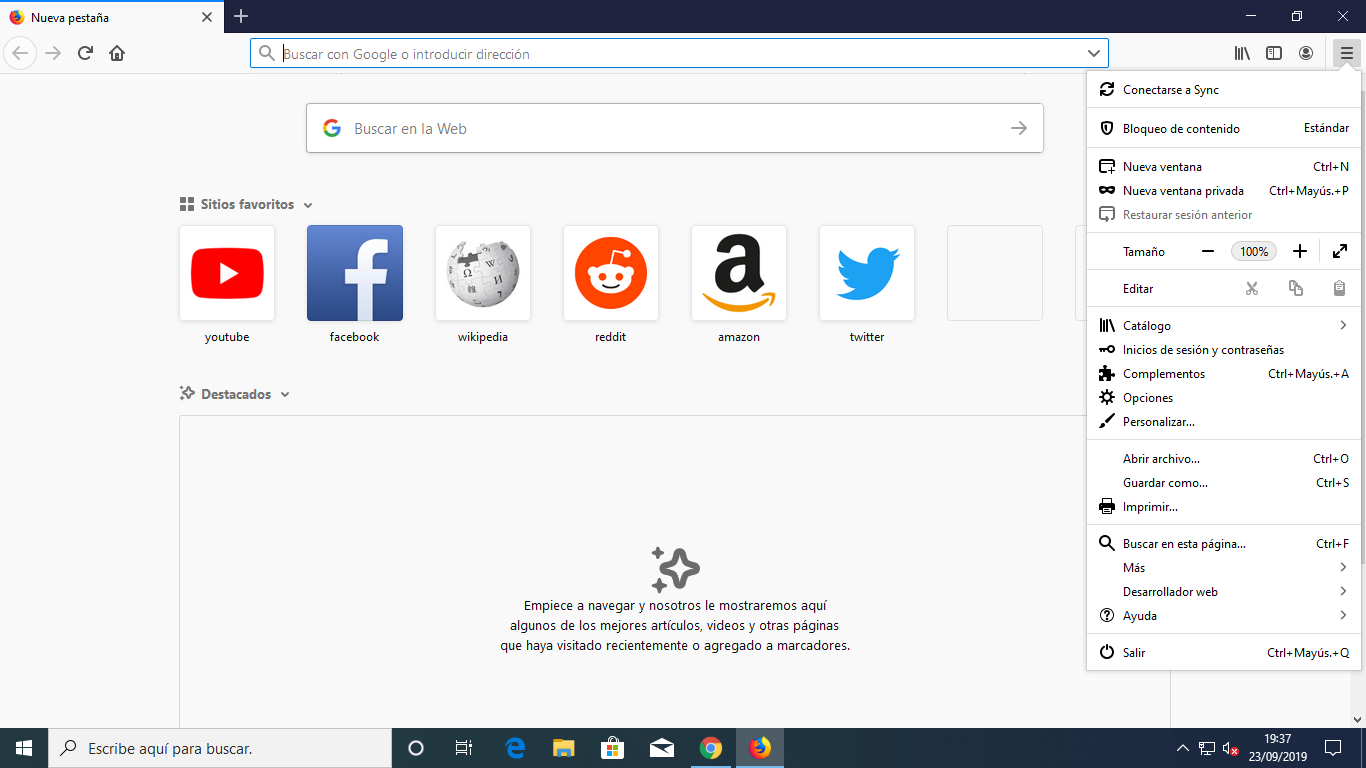 Nueva pestaña
Buscar con Google o introducir dirección
Buscar en la Web
Sitios favoritos
youtube
facebook
wikipedia
reddit
amazon
twitter
Destacados
Empiece a navegar y nosotros le mostraremos aquí
algunos de los mejores artículos, videos y otras páginas
que haya visitado recientemente o agregado a marcadores.
Conectarse a Sync
Bloqueo de contenido Estándar
Nueva ventana Ctrl+N
Nueva ventana privada Ctrl+Mayús.+P
Restaurar sesión anterior
Tamaño 100%
Editar
Catálogo
Inicios de sesión y contraseñas
Complementos Ctrl+Mayús.+A
Opciones
Personalizar...
Abrir archivo... Ctrl+O
Guardar como... Ctrl+S
Imprimir...
Buscar en esta página... Ctrl+F
Más
Desarrollador web
Ayuda
Salir Ctrl+Mayús.+Q
Escribe aquí para buscar.
19:37
23/09/2019